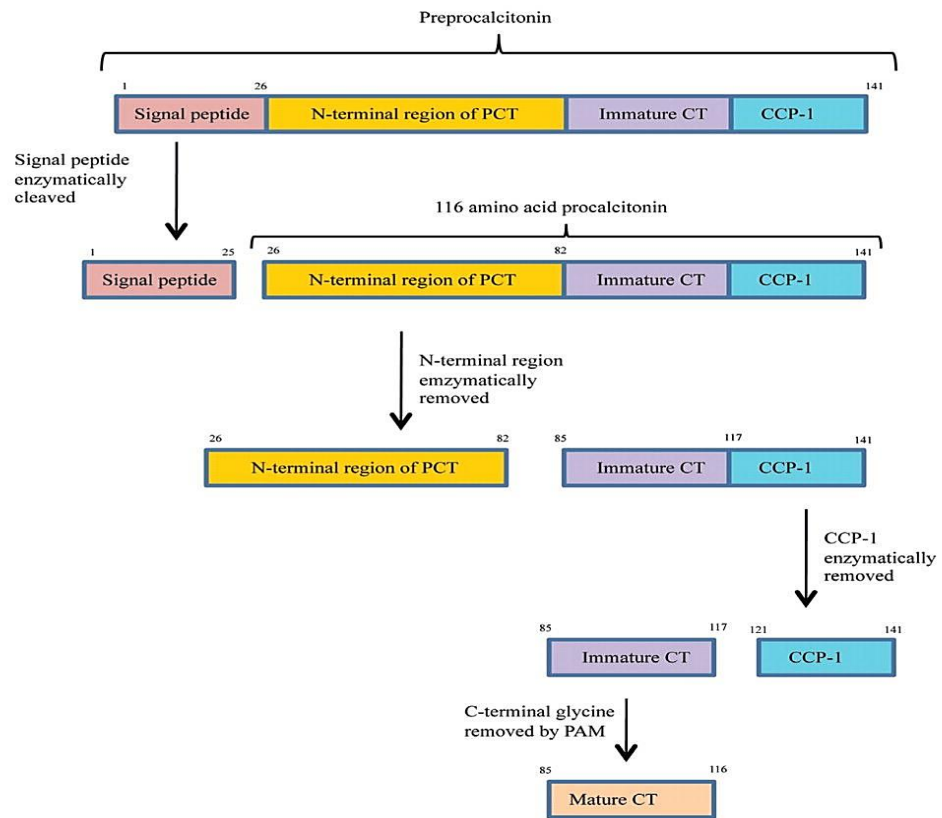 Preprocalcitonin
1 26 141
Signal peptide N-terminal region of PCT Immature CT CCP-1
Signal peptide
enzymatically
cleaved
116 amino acid procalcitonin
1 25 26 82 141
Signal peptide N-terminal region of PCT Immature CT CCP-1
N-terminal region
emzymatically
removed
26 82 85 117 141
N-terminal region of PCT Immature CT CCP-1
CCP-1
enzymatically
removed
85 117 121 141
Immature CT CCP-1
C-terminal glycine
removed by PAM
85 116
Mature CT